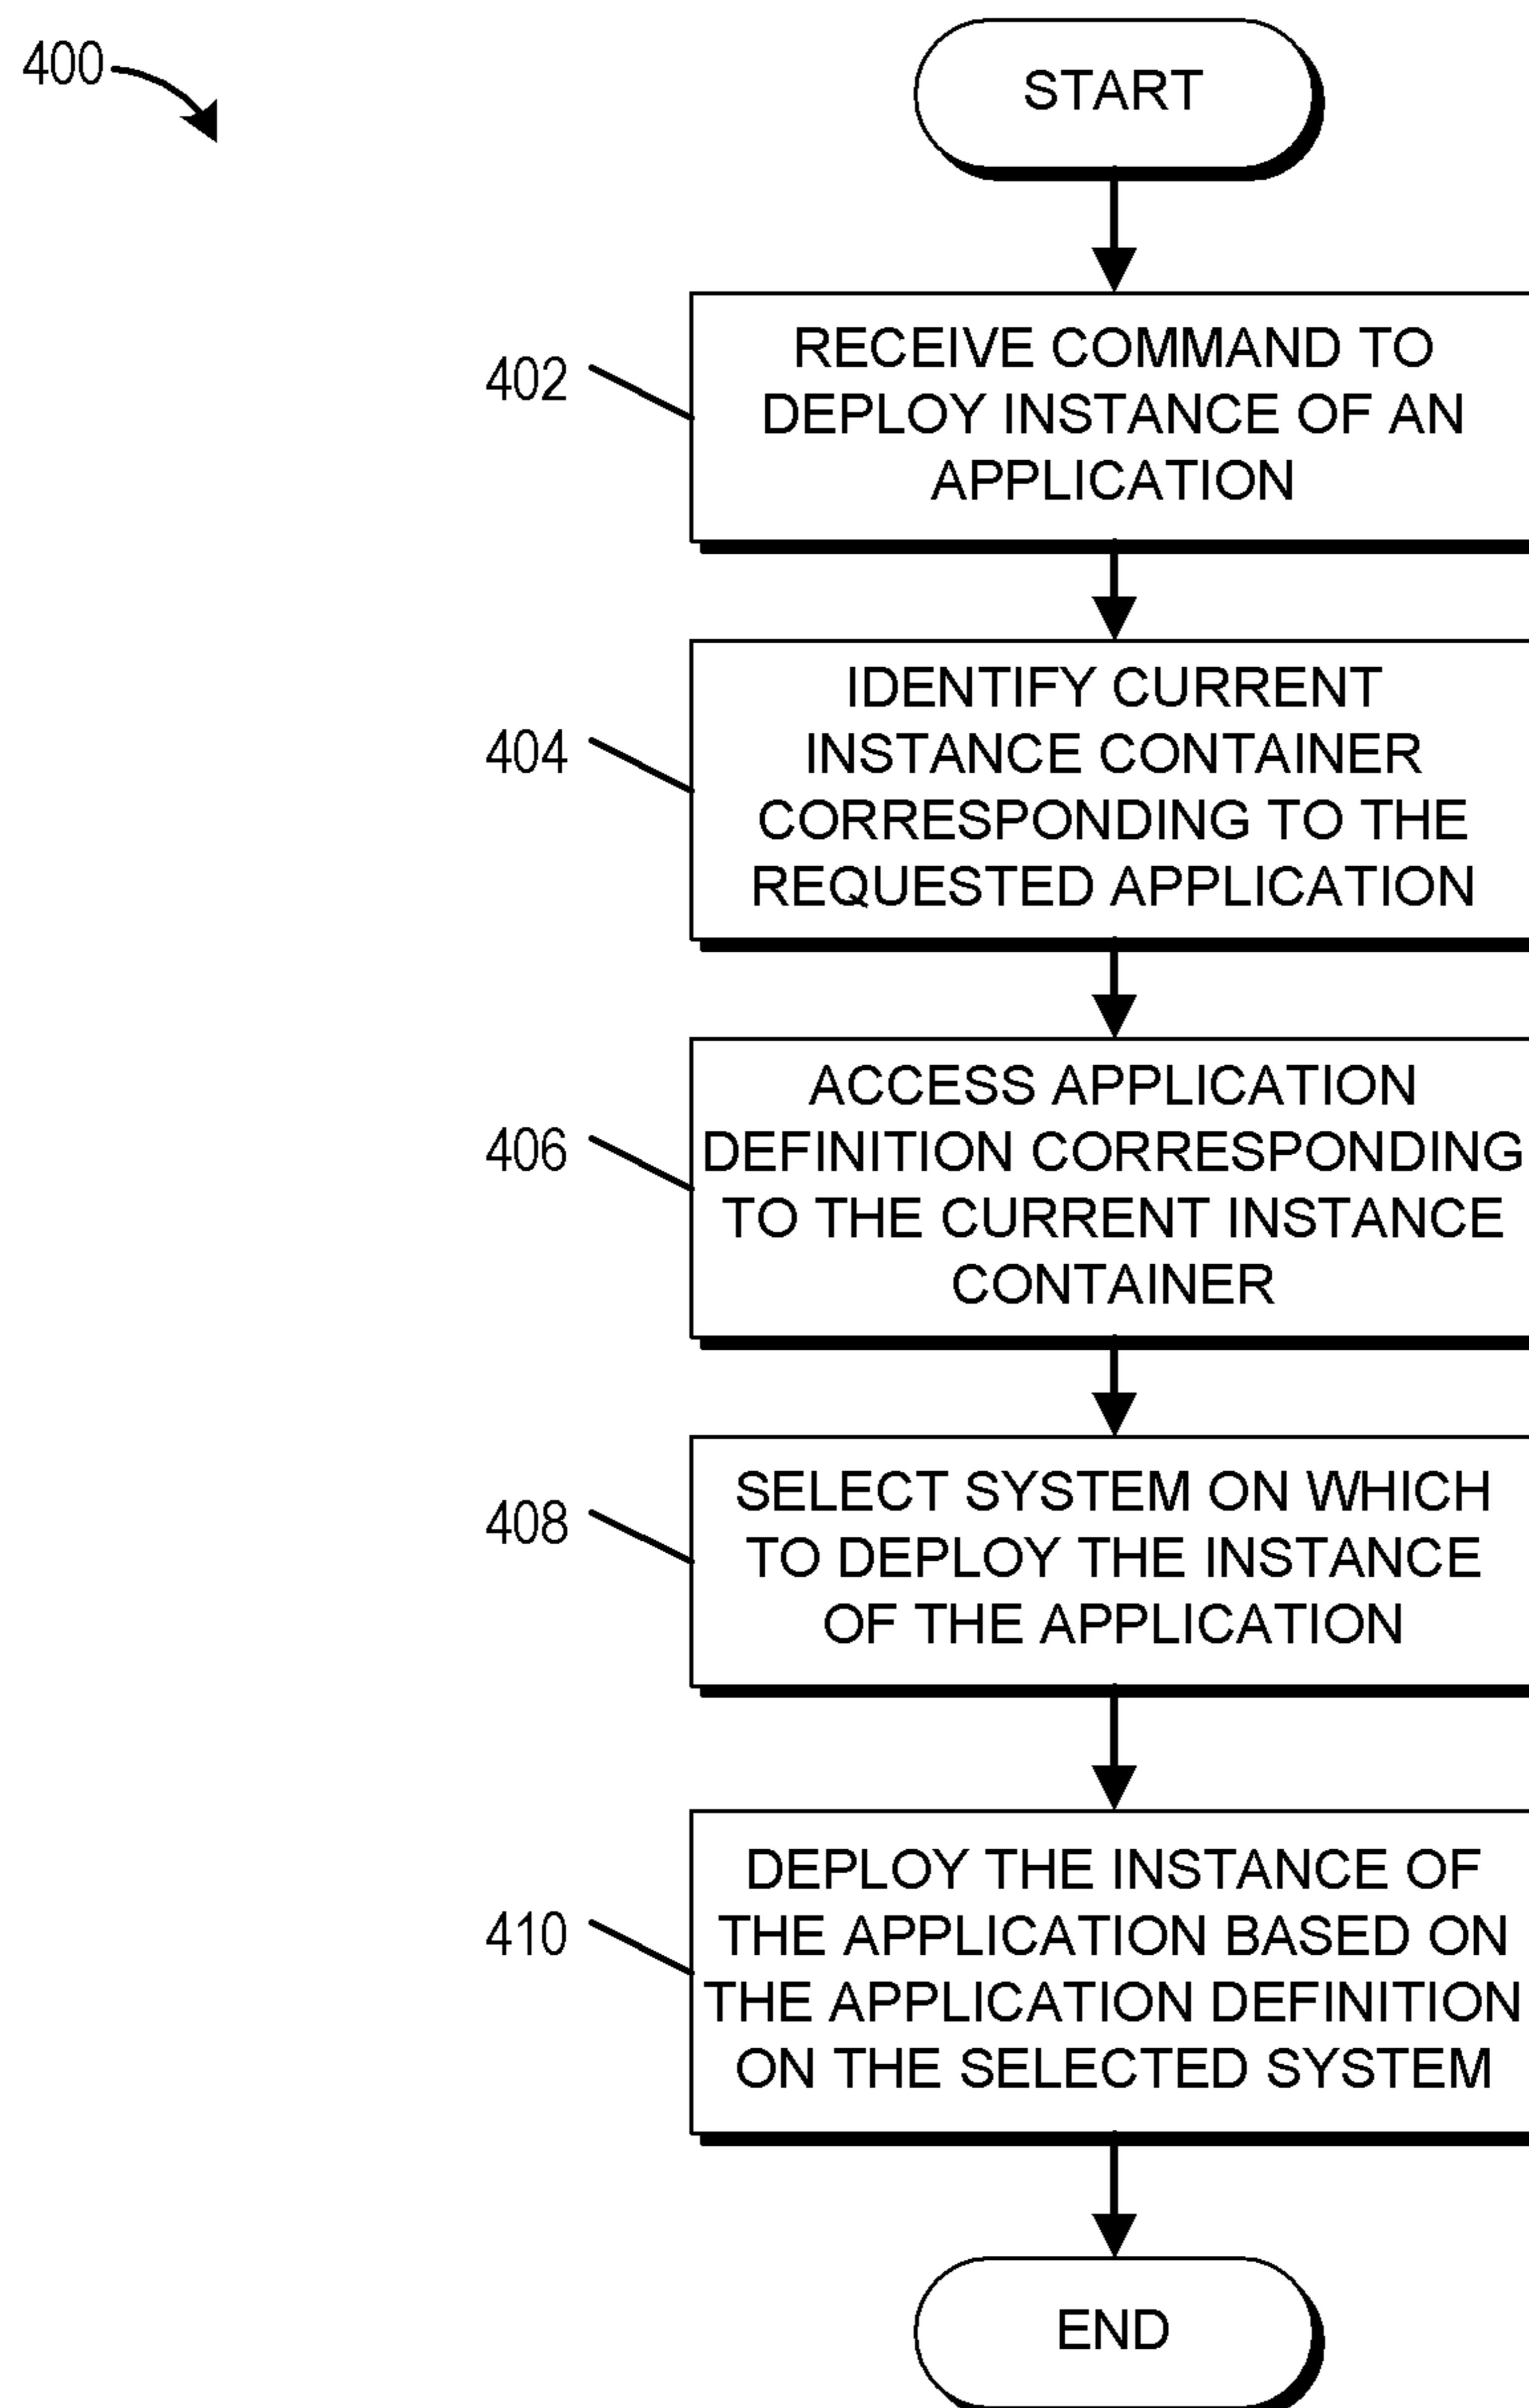 400
START
402
RECEIVE COMMAND TO
DEPLOY INSTANCE OF AN
APPLICATION
404
IDENTIFY CURRENT
INSTANCE CONTAINER
CORRESPONDING TO THE
REQUESTED APPLICATION
406
ACCESS APPLICATION
DEFINITION CORRESPONDING
TO THE CURRENT INSTANCE
CONTAINER
408
SELECT SYSTEM ON WHICH
TO DEPLOY THE INSTANCE
OF THE APPLICATION
410
DEPLOY THE INSTANCE OF
THE APPLICATION BASED ON
THE APPLICATION DEFINITION
ON THE SELECTED SYSTEM
END